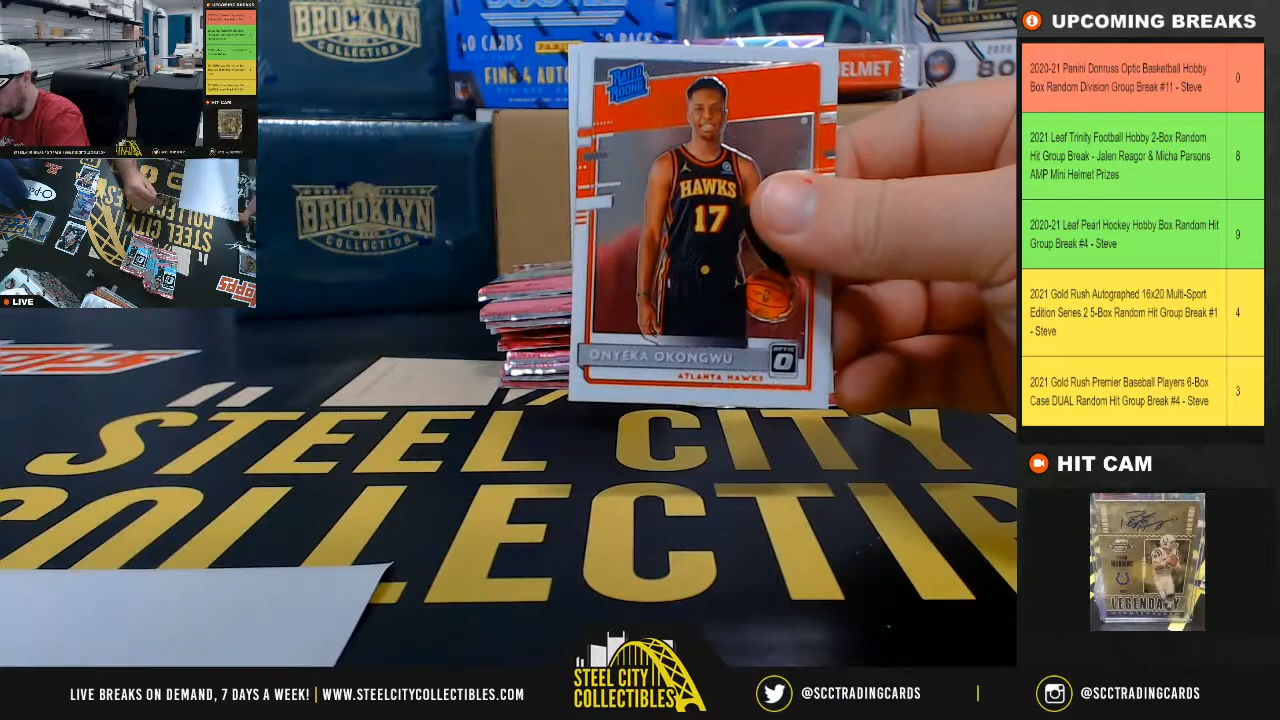 UPCOMING BREAKS
2020-21 Panini Donruss Optic Basketball Hobby
Box Random Division Group Break #11 - Steve
0
2021 Leaf Trinity Football Hobby 2-Box Random
Hit Group Break - Jalen Reagor & Micha Parsons
AMP Mini Helmet Prizes
8
2020-21 Leaf Pearl Hockey Hobby Box Random Hit
Group Break #4 - Steve
9
2021 Gold Rush Autographed 16x20 Multi-Sport
Edition Series 2 5-Box Random Hit Group Break #1
- Steve
4
2021 Gold Rush Premier Baseball Players 6-Box
Case DUAL Random Hit Group Break #4 - Steve
3
HIT CAM
LEGENDARY
LIVE
BROOKLYN
COLLECTION
BROOKLYN
COLLECTION
CARDS
PANINI
FIND 4 AUTO
HELMET
RATED
ROOKIE
HAWKS
17
ONYEKA OKONGWU
OPTIC
ATLANTA HAWKS
STEEL CITY
COLLECTIB
LIVE BREAKS ON DEMAND, 7 DAYS A WEEK! | WWW.STEELCITYCOLLECTIBLES.COM
STEEL CITY
COLLECTIBLES
@SCCTRADINGCARDS
@SCCTRADINGCARDS